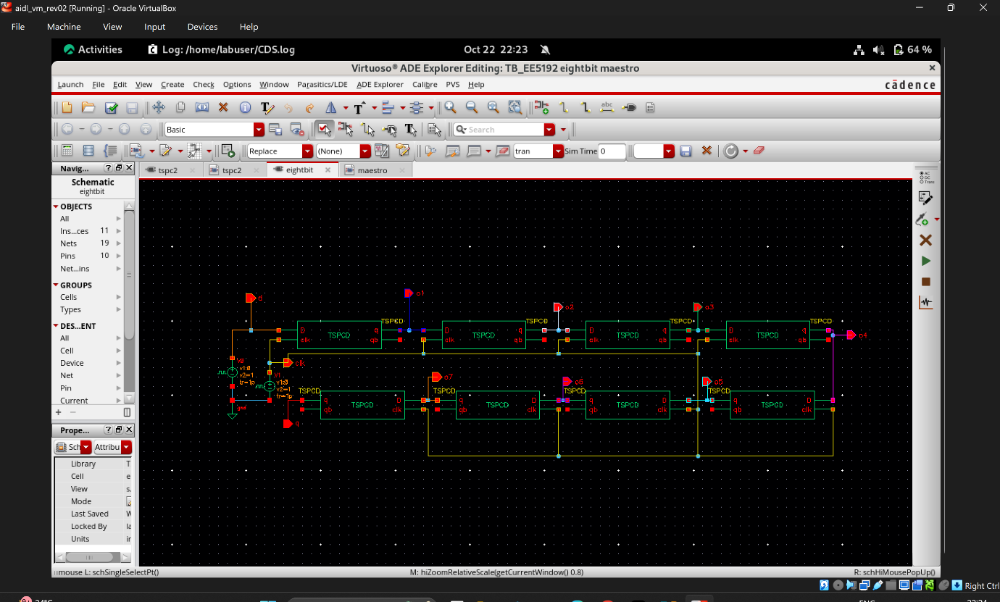 aidl_vm_rev02 [Running] - Oracle VirtualBox
File Machine View Input Devices Help
Activities Log: /home/labuser/CDS.log Oct 22 22:23 64 %
Virtuoso® ADE Explorer Editing: TB_EE5192 eightbit maestro
Launch File Edit View Create Check Options Window Parasitics/LDE ADE Explorer Calibre PVS Help cādence
Basic Search
Replace (None) tran Sim Time 0
Navig... tspc2 tspc2 eightbit maestro
Schematic
eightbit
OBJECTS
All
Ins...ces 11
Nets 19
Pins 10
Net...ins
GROUPS
Cells
Types
DES...ENT
All
Cell
Device
Net
Pin
Current
Prope...
Sch Attribu
Library T
Cell e
View s
Mode
Last Saved W
Locked By la
Units in
AC
DC
Trans
d o1 o2 o3
TSPCD TSPCD TSPCD TSPCD
D q D q D q D q
TSPCD TSPCD TSPCD TSPCD o4
clk qb clk qb clk qb clk qb
clk
V0
v1:0
v2=1
tr=1p
V1
v1:0
v2=1
tr=1p
gnd
o7 o6
TSPCD TSPCD TSPCD TSPCD
q D q D q D q D
TSPCD TSPCD TSPCD TSPCD
qb clk qb clk qb clk qb clk
q
mouse L: schSingleSelectPt() M: hiZoomRelativeScale(getCurrentWindow() 0.8) R: schHiMousePopUp()
Right Ctrl